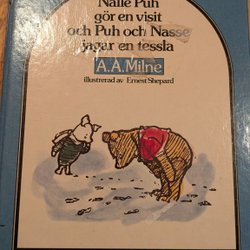 Nalle Puh
gör en visit
och Puh och Nasse
jagar en tessla
A.A.Milne
illustrerad av Ernest Shepard